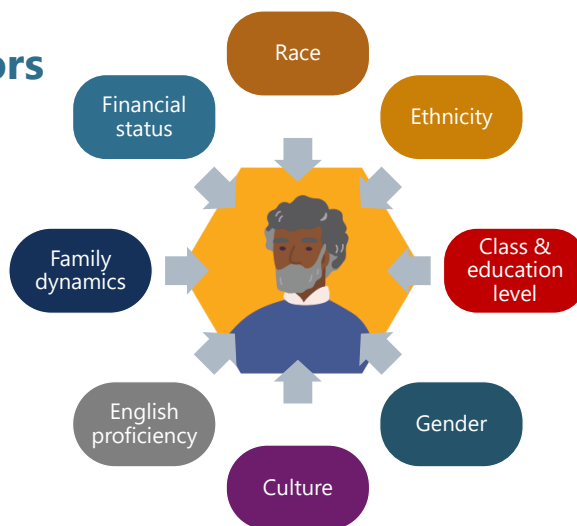 ors
Race
Financial
status
Ethnicity
Family
dynamics
Class &
education
level
English
proficiency
Gender
Culture